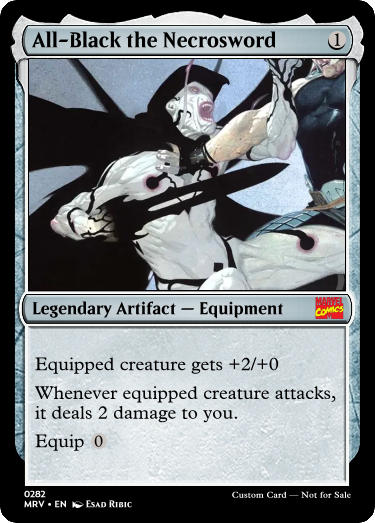 All-Black the Necrosword 1
Legendary Artifact — Equipment
MARVEL
COMICS
Equipped creature gets +2/+0
Whenever equipped creature attacks,
it deals 2 damage to you.
Equip 0
0282
MRV • EN Esad Ribic
Custom Card — Not for Sale